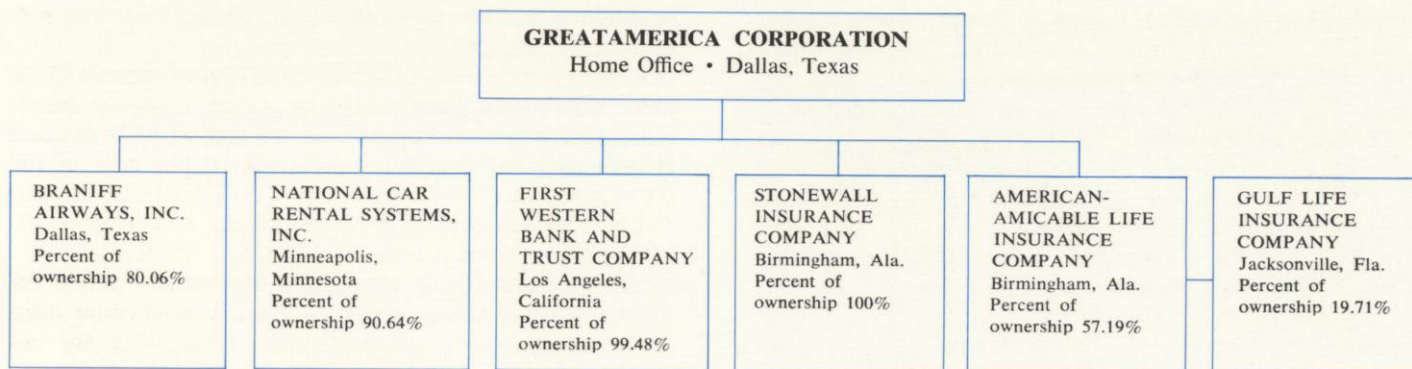 GREATAMERICA CORPORATION
Home Office • Dallas, Texas
BRANIFF
AIRWAYS, INC.
Dallas, Texas
Percent of
ownership 80.06%
NATIONAL CAR
RENTAL SYSTEMS,
INC.
Minneapolis,
Minnesota
Percent of
ownership 90.64%
FIRST
WESTERN
BANK AND
TRUST COMPANY
Los Angeles,
California
Percent of
ownership 99.48%
STONEWALL
INSURANCE
COMPANY
Birmingham, Ala.
Percent of
ownership 100%
AMERICAN-
AMICABLE LIFE
INSURANCE
COMPANY
Birmingham, Ala.
Percent of
ownership 57.19%
GULF LIFE
INSURANCE
COMPANY
Jacksonville, Fla.
Percent of
ownership 19.71%